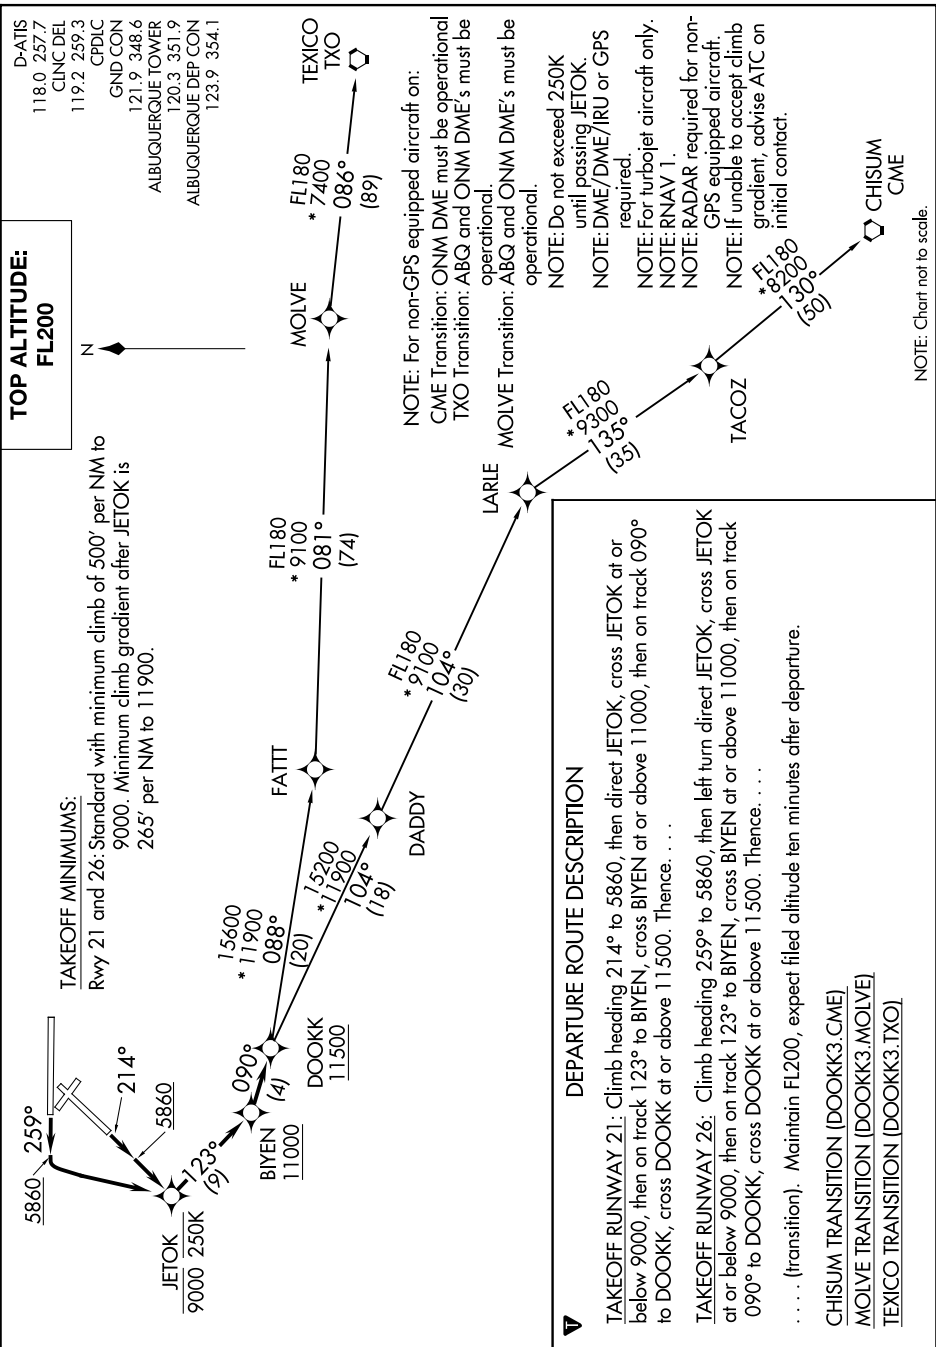 D-ATIS
118.0 257.7
CLNC DEL
119.2 259.3
CPDLC
GND CON
121.9 348.6
ALBUQUERQUE TOWER
120.3 351.9
ALBUQUERQUE DEP CON
123.9 354.1
TOP ALTITUDE:
FL200
N
TAKEOFF MINIMUMS:
Rwy 21 and 26: Standard with minimum climb of 500' per NM to
9000. Minimum climb gradient after JETOK is
265' per NM to 11900.
259°
5860
214°
5860
JETOK
9000 250K
123°
(9)
BIYEN
11000
090°
(4)
DOOKK
11500
15600
*11900
088°
(20)
FATTT
FL180
*9100
081°
(74)
MOLVE
FL180
*7400
086°
(89)
TEXICO
TXO
15200
*11900
104°
(18)
DADDY
FL180
*9100
104°
(30)
LARLE
FL180
*9300
135°
(35)
TACOZ
FL180
*8200
130°
(50)
CHISUM
CME
NOTE: For non-GPS equipped aircraft on:
CME Transition: ONM DME must be operational
TXO Transition: ABQ and ONM DME's must be
operational.
MOLVE Transition: ABQ and ONM DME's must be
operational.
NOTE: Do not exceed 250K
until passing JETOK.
NOTE: DME/DME/IRU or GPS
required.
NOTE: For turbojet aircraft only.
NOTE: RNAV 1.
NOTE: RADAR required for non-
GPS equipped aircraft.
NOTE: If unable to accept climb
gradient, advise ATC on
initial contact.
NOTE: Chart not to scale.
T
DEPARTURE ROUTE DESCRIPTION
TAKEOFF RUNWAY 21: Climb heading 214° to 5860, then direct JETOK, cross JETOK at or
below 9000, then on track 123° to BIYEN, cross BIYEN at or above 11000, then on track 090°
to DOOKK, cross DOOKK at or above 11500. Thence. . . .
TAKEOFF RUNWAY 26: Climb heading 259° to 5860, then left turn direct JETOK, cross JETOK
at or below 9000, then on track 123° to BIYEN, cross BIYEN at or above 11000, then on track
090° to DOOKK, cross DOOKK at or above 11500. Thence. . . .
. . . . (transition). Maintain FL200, expect filed altitude ten minutes after departure.
CHISUM TRANSITION (DOOKK3.CME)
MOLVE TRANSITION (DOOKK3.MOLVE)
TEXICO TRANSITION (DOOKK3.TXO)